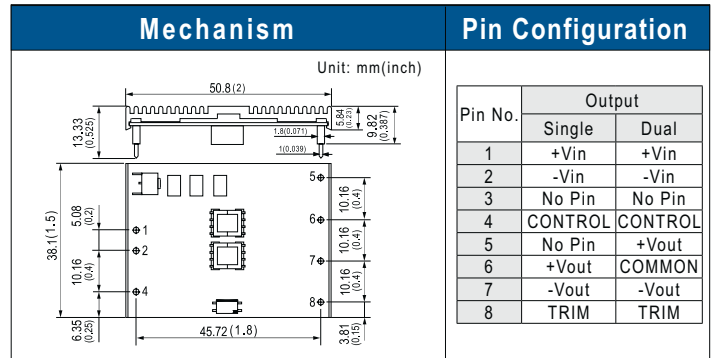 Mechanism
Pin Configuration
Unit: mm(inch)
50.8(2)
13.33
(0,525)
5.84
(0.23)
9.82
(0,387)
1.8(0.071)
1(0.039)
38.1(1.5)
5.08
(0.2)
10.16
(0.4)
6.35
(0,25)
1
2
4
5
6
7
8
10.16
(0.4)
10.16
(0.4)
10.16
(0.4)
3.81
(0,15)
45.72(1.8)
Pin No. Output
Single Dual
1 +Vin +Vin
2 -Vin -Vin
3 No Pin No Pin
4 CONTROL CONTROL
5 No Pin +Vout
6 +Vout COMMON
7 -Vout -Vout
8 TRIM TRIM